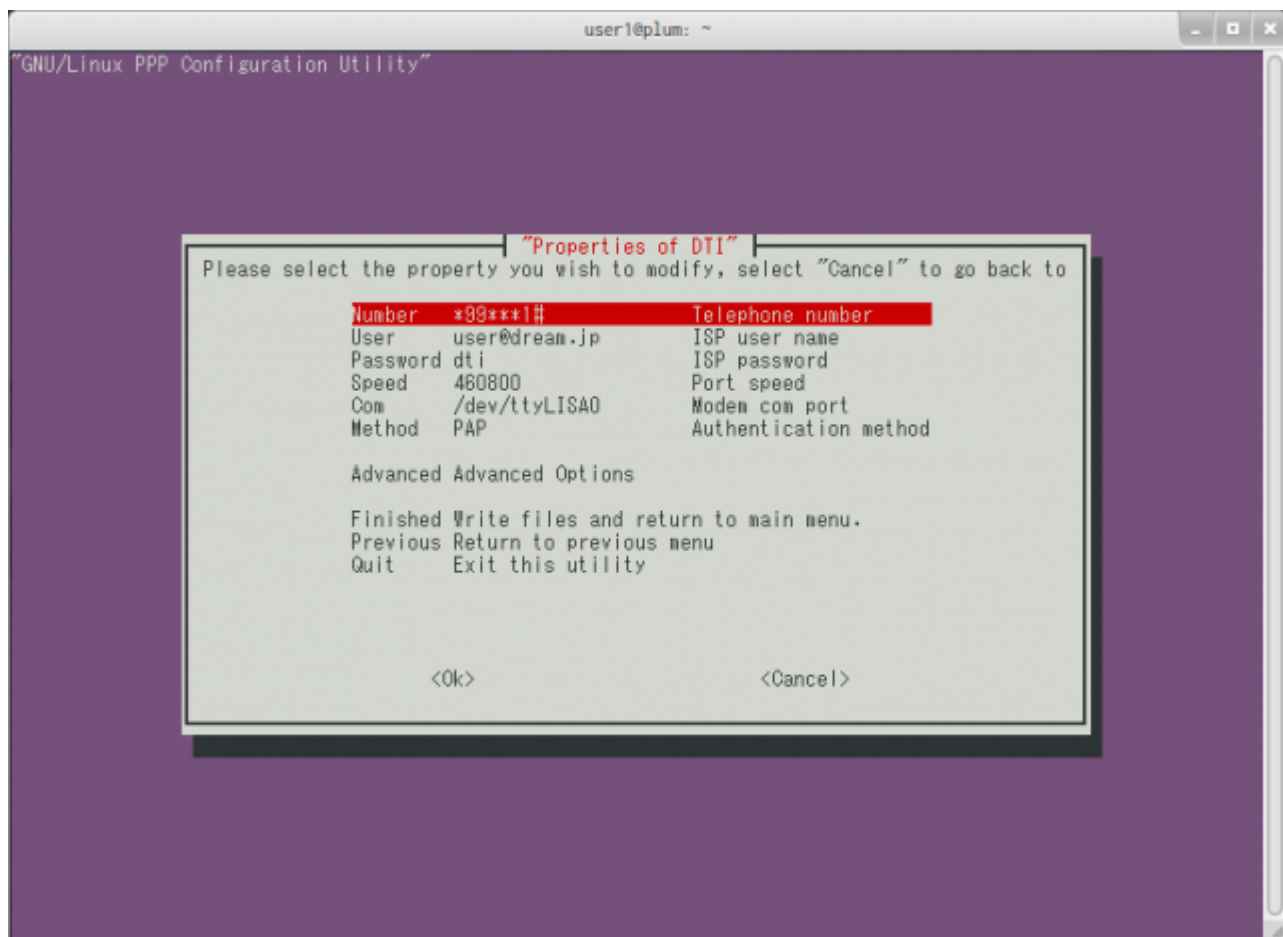 user1@plum: ~
"GNU/Linux PPP Configuration Utility"
"Properties of DTI"
Please select the property you wish to modify, select "Cancel" to go back to
Number *99***1# Telephone number
User user@dream.jp ISP user name
Password dti ISP password
Speed 460800 Port speed
Com /dev/ttyLISA0 Modem com port
Method PAP Authentication method
Advanced Advanced Options
Finished Write files and return to main menu.
Previous Return to previous menu
Quit Exit this utility
<Ok> <Cancel>